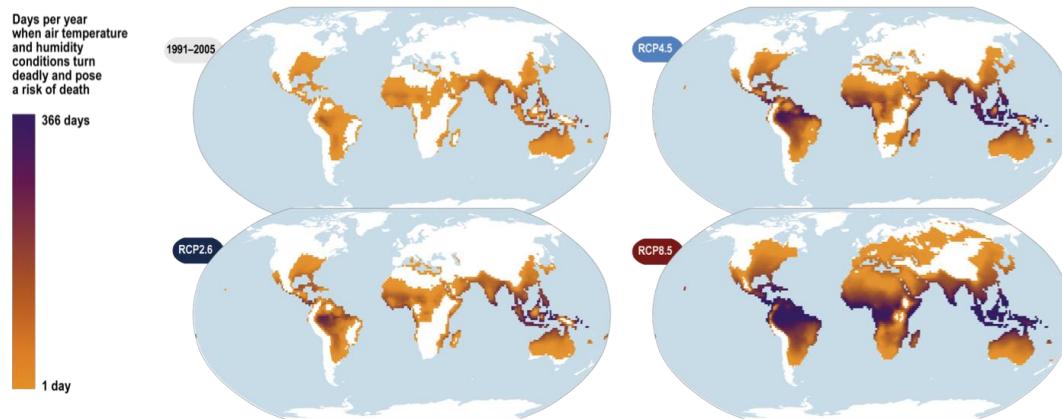 Days per year
when air temperature
and humidity
conditions turn
deadly and pose
a risk of death
366 days
1 day
1991–2005
RCP4.5
RCP2.6
RCP8.5